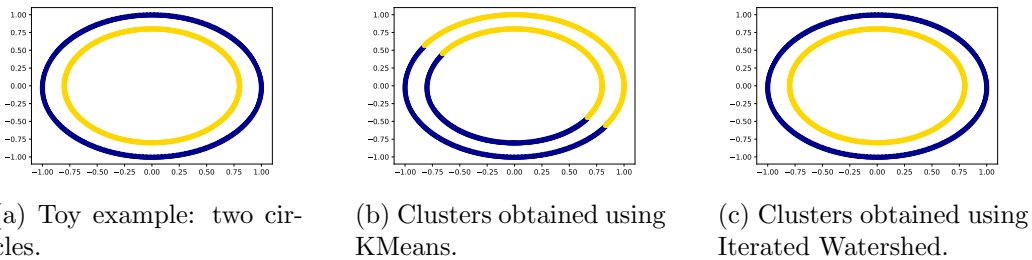 1.00 0.75 0.50 0.25 0.00 −0.25 −0.50 −0.75 −1.00
−1.00 −0.75 −0.50 −0.25 0.00 0.25 0.50 0.75 1.00
1.00 0.75 0.50 0.25 0.00 −0.25 −0.50 −0.75 −1.00
−1.00 −0.75 −0.50 −0.25 0.00 0.25 0.50 0.75 1.00
1.00 0.75 0.50 0.25 0.00 −0.25 −0.50 −0.75 −1.00
−1.00 −0.75 −0.50 −0.25 0.00 0.25 0.50 0.75 1.00
a) Toy example: two cir-
cles.
(b) Clusters obtained using
KMeans.
(c) Clusters obtained using
Iterated Watershed.